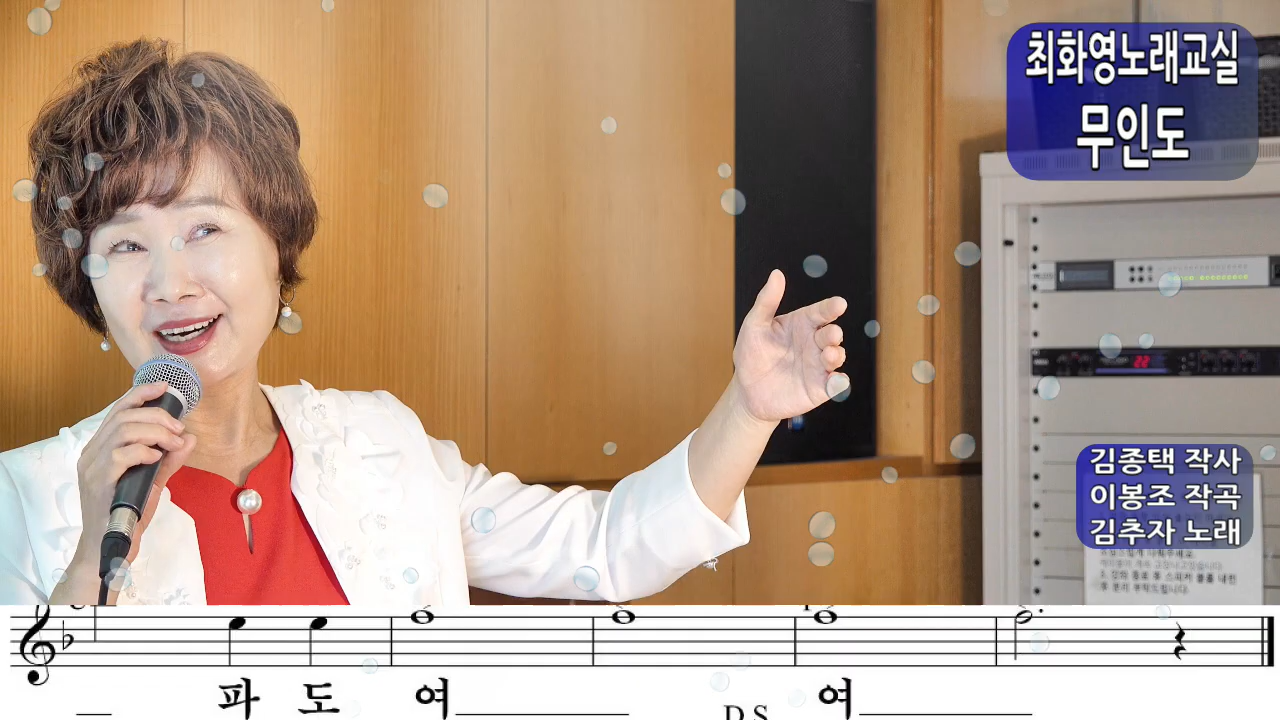 최화영노래교실
무인도
22
김종택 작사
이봉조 작곡
김추자 노래
파 도 여 여
D.S.